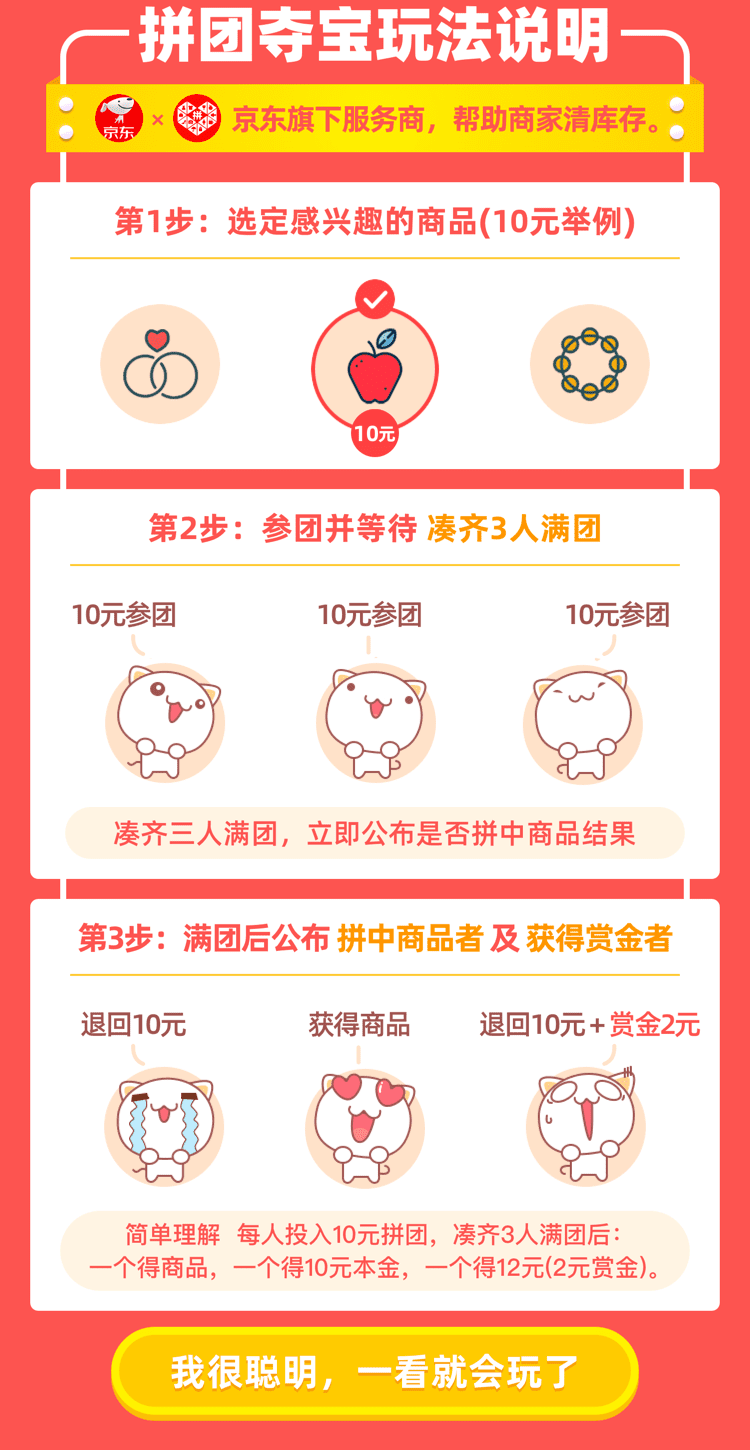 拼团夺宝玩法说明
京东 × 拼 京东旗下服务商，帮助商家清库存。
第1步：选定感兴趣的商品(10元举例)
10元
第2步：参团并等待 凑齐3人满团
10元参团 10元参团 10元参团
凑齐三人满团，立即公布是否拼中商品结果
第3步：满团后公布 拼中商品者 及 获得赏金者
退回10元 获得商品 退回10元+赏金2元
简单理解 每人投入10元拼团，凑齐3人满团后：
一个得商品，一个得10元本金，一个得12元(2元赏金)。
我很聪明，一看就会玩了